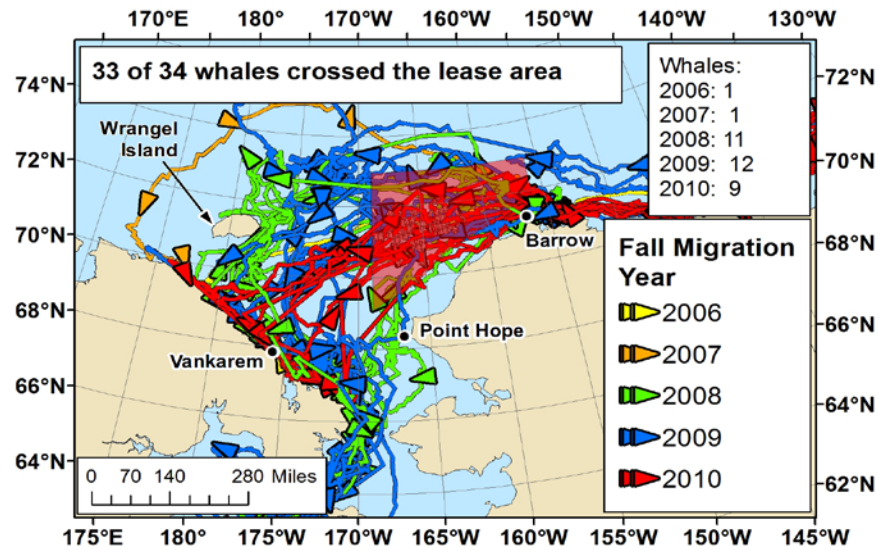 170°E 180° 170°W 160°W 150°W 140°W 130°W
33 of 34 whales crossed the lease area
Whales:
2006: 1
2007: 1
2008: 11
2009: 12
2010: 9
74°N
72°N
70°N
68°N
66°N
64°N
72°N
70°N
68°N
66°N
64°N
62°N
Wrangel
Island
Barrow
Point Hope
Vankarem
Fall Migration
Year
2006
2007
2008
2009
2010
0 70 140 280 Miles
175°E 180° 175°W 170°W 165°W 160°W 155°W 150°W 145°W